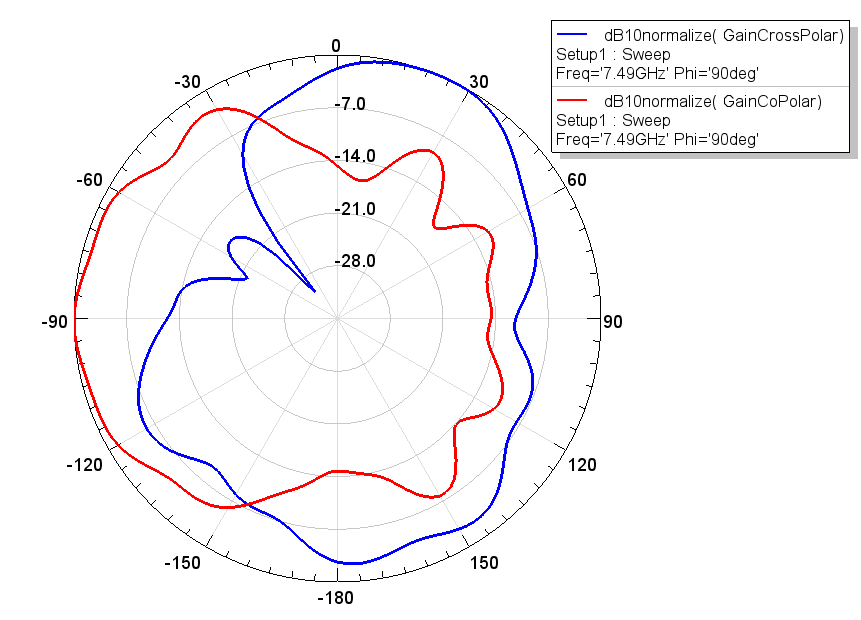 dB10normalize( GainCrossPolar)
Setup1 : Sweep
Freq='7.49GHz' Phi='90deg'
dB10normalize( GainCoPolar)
Setup1 : Sweep
Freq='7.49GHz' Phi='90deg'
0
-30
30
-7.0
-14.0
-60
60
-21.0
-28.0
-90
90
-120
120
-150
150
-180